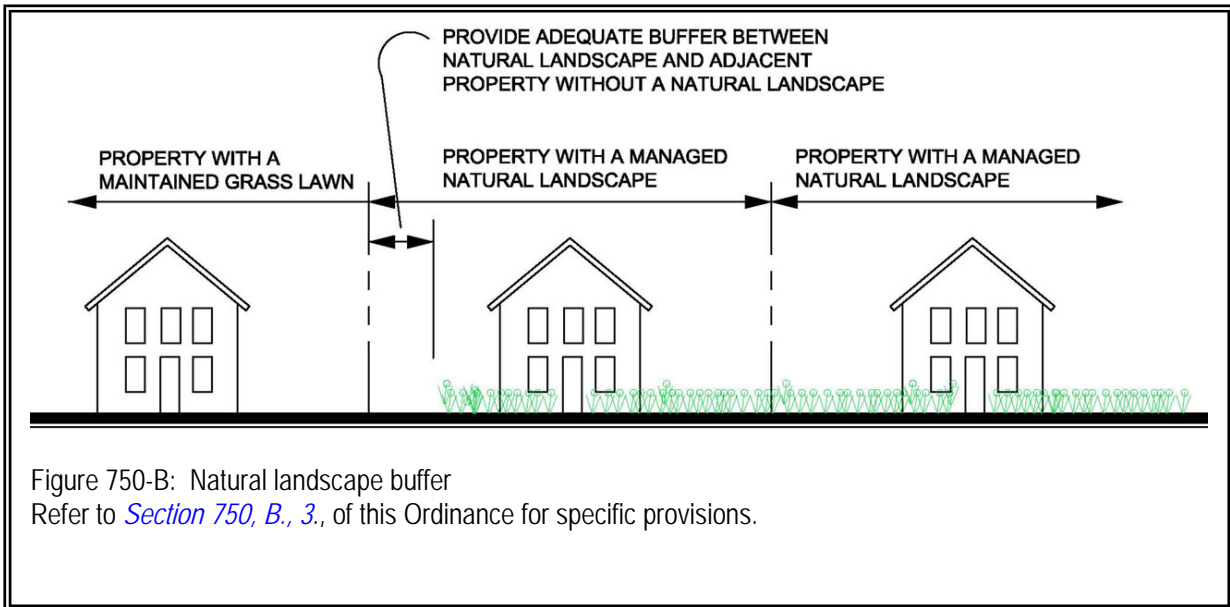 PROVIDE ADEQUATE BUFFER BETWEEN
NATURAL LANDSCAPE AND ADJACENT
PROPERTY WITHOUT A NATURAL LANDSCAPE
PROPERTY WITH A
MAINTAINED GRASS LAWN
PROPERTY WITH A MANAGED
NATURAL LANDSCAPE
PROPERTY WITH A MANAGED
NATURAL LANDSCAPE
Figure 750-B: Natural landscape buffer
Refer to Section 750, B., 3., of this Ordinance for specific provisions.